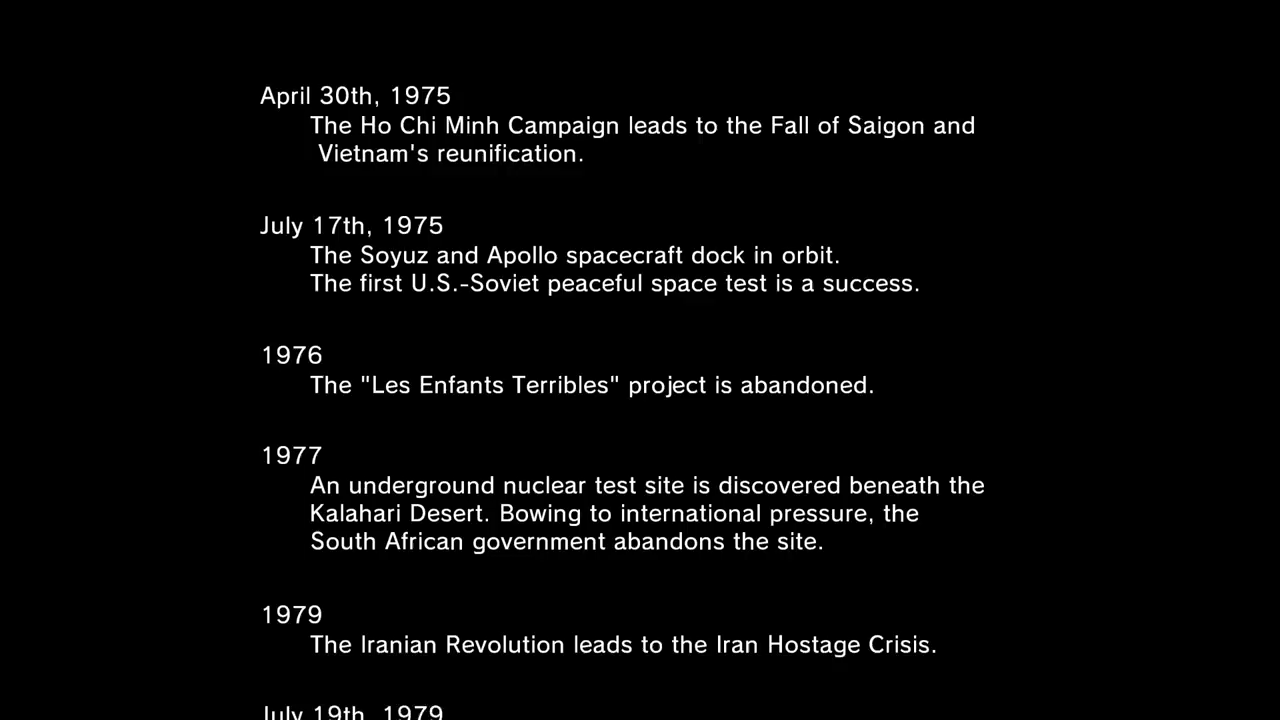 April 30th, 1975
The Ho Chi Minh Campaign leads to the Fall of Saigon and
Vietnam's reunification.
July 17th, 1975
The Soyuz and Apollo spacecraft dock in orbit.
The first U.S.-Soviet peaceful space test is a success.
1976
The "Les Enfants Terribles" project is abandoned.
1977
An underground nuclear test site is discovered beneath the
Kalahari Desert. Bowing to international pressure, the
South African government abandons the site.
1979
The Iranian Revolution leads to the Iran Hostage Crisis.
July 19th, 1979